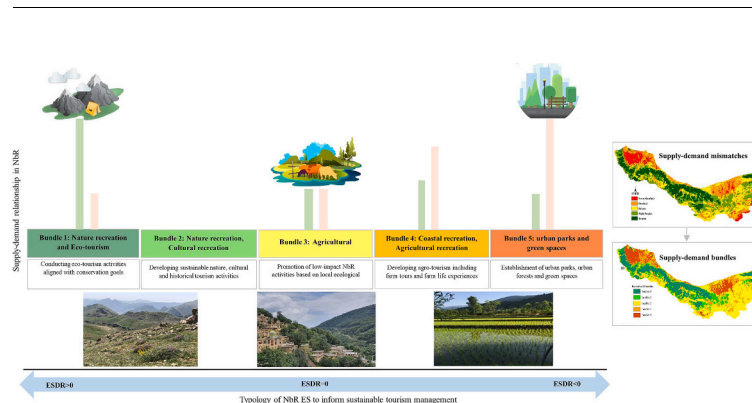 Supply-demand relationship in NbR
Bundle 1: Nature recreation
and Eco-tourism
Bundle 2: Nature recreation,
Cultural recreation
Bundle 3: Agricultural
Bundle 4: Coastal recreation,
Agricultural recreation
Bundle 5: urban parks and
green spaces
Conducting eco-tourism activities
aligned with conservation goals
Developing sustainable nature, cultural
and historical tourism activities
Promotion of low-impact NbR
activities based on local ecological
Developing agro-tourism including
farm tours and farm life experiences
Establishment of urban parks, urban
forests and green spaces
Supply-demand mismatches
Supply-demand bundles
ESDR>0
ESDR=0
ESDR<0
Typology of NbR ES to inform sustainable tourism management